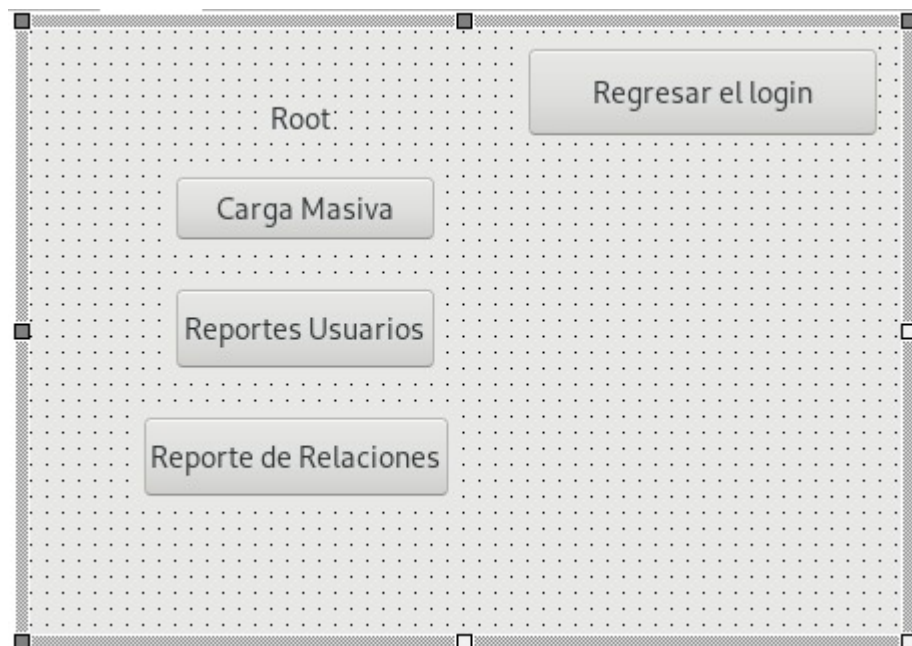 Regresar el login
Root
Carga Masiva
Reportes Usuarios
Reporte de Relaciones